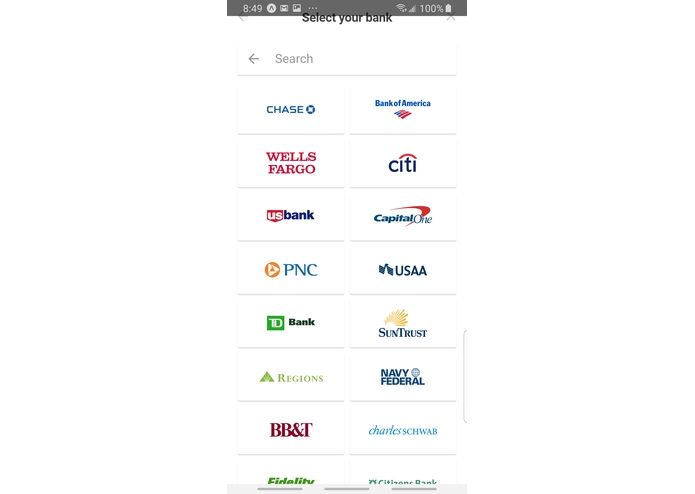 8:49
100%
Select your bank
Search
CHASE
Bank of America
WELLS
FARGO
citi
usbank
Capital One
PNC
USAA
TD Bank
SUNTRUST
REGIONS
NAVY
FEDERAL
BB&T
charles SCHWAB
Fidelity
Citizens Bank